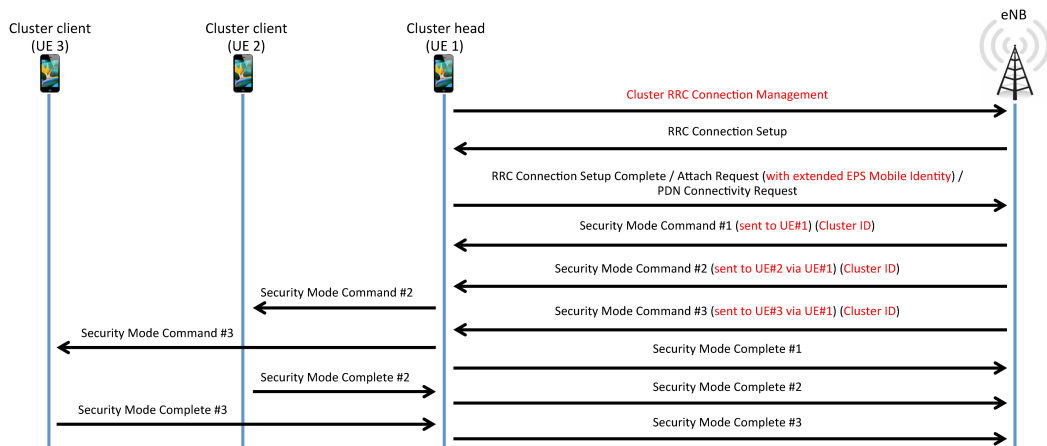 eNB
Cluster client
(UE 3)
Cluster client
(UE 2)
Cluster head
(UE 1)
Cluster RRC Connection Management
RRC Connection Setup
RRC Connection Setup Complete / Attach Request (with extended EPS Mobile Identity) /
PDN Connectivity Request
Security Mode Command #1 (sent to UE#1) (Cluster ID)
Security Mode Command #2 (sent to UE#2 via UE#1) (Cluster ID)
Security Mode Command #2
Security Mode Command #3 (sent to UE#3 via UE#1) (Cluster ID)
Security Mode Command #3
Security Mode Complete #1
Security Mode Complete #2
Security Mode Complete #2
Security Mode Complete #3
Security Mode Complete #3